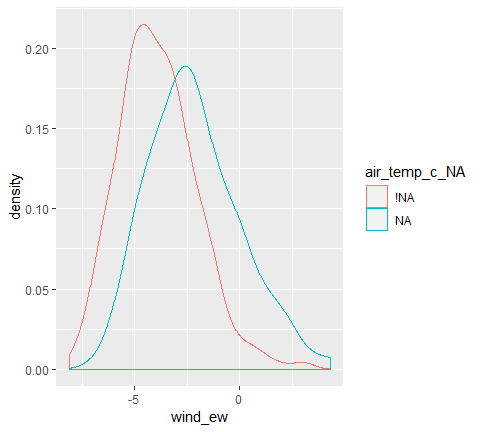 0.20
0.15
0.10
0.05
0.00
density
-5 0
wind_ew
air_temp_c_NA
!NA
NA